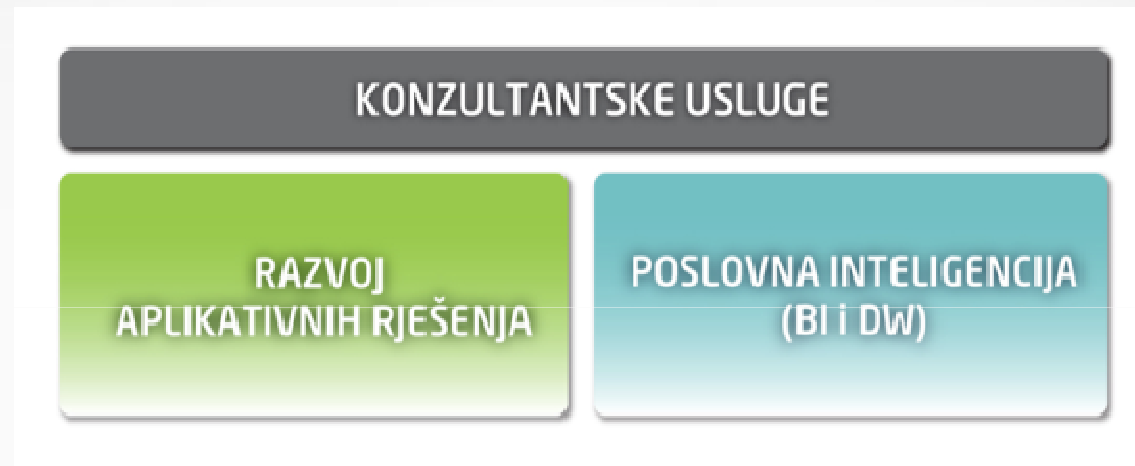 KONZULTANTSKE USLUGE
RAZVOJ
APLIKATIVNIH RJEŠENJA
POSLOVNA INTELIGENCIJA
(BI i DW)